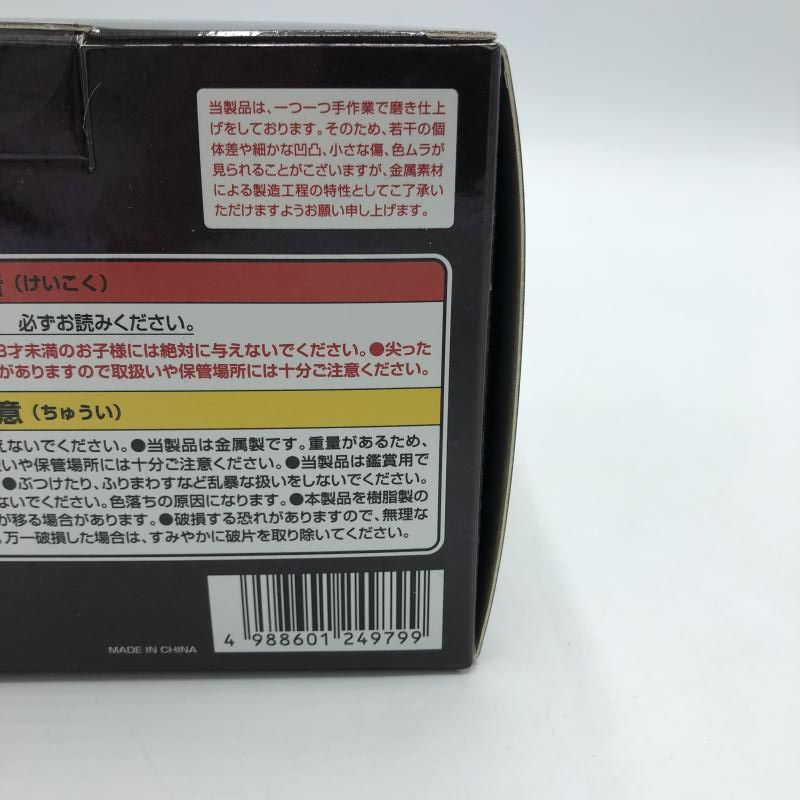 当製品は、一つ一つ手作業で磨き仕上
げをしております。そのため、若干の個
体差や細かな凹凸、小さな傷、色ムラが
見られることがございますが、金属素材
による製造工程の特性としてご了承い
ただけますようお願い申し上げます。
(けいこく)
必ずお読みください。
3才未満のお子様には絶対に与えないでください。●尖った
がありますので取扱いや保管場所には十分ご注意ください。
意(ちゅうい)
えないでください。●当製品は金属製です。重量があるため、
扱いや保管場所には十分ご注意ください。●当製品は鑑賞用で
●ぶつけたり、ふりまわすなど乱暴な扱いをしないでください。
ないでください。色落ちの原因になります。●本製品を樹脂製の
が移る場合があります。●破損する恐れがありますので、無理な
。万一破損した場合は、すみやかに破片を取り除いてください。
MADE IN CHINA
4 988601 249799